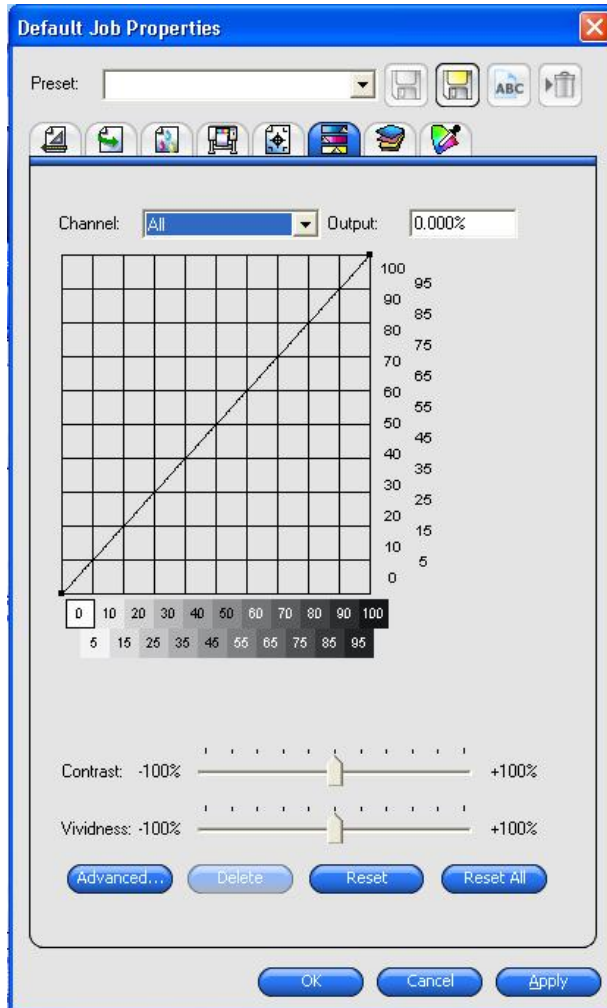 Default Job Properties
Preset:
ABC
Channel: All Output: 0.000%
100
95
90
85
80
75
70
65
60
55
50
45
40
35
30
25
20
15
10
5
0
0 10 20 30 40 50 60 70 80 90 100
5 15 25 35 45 55 65 75 85 95
Contrast: -100% +100%
Vividness: -100% +100%
Advanced... Delete Reset Reset All
OK Cancel Apply